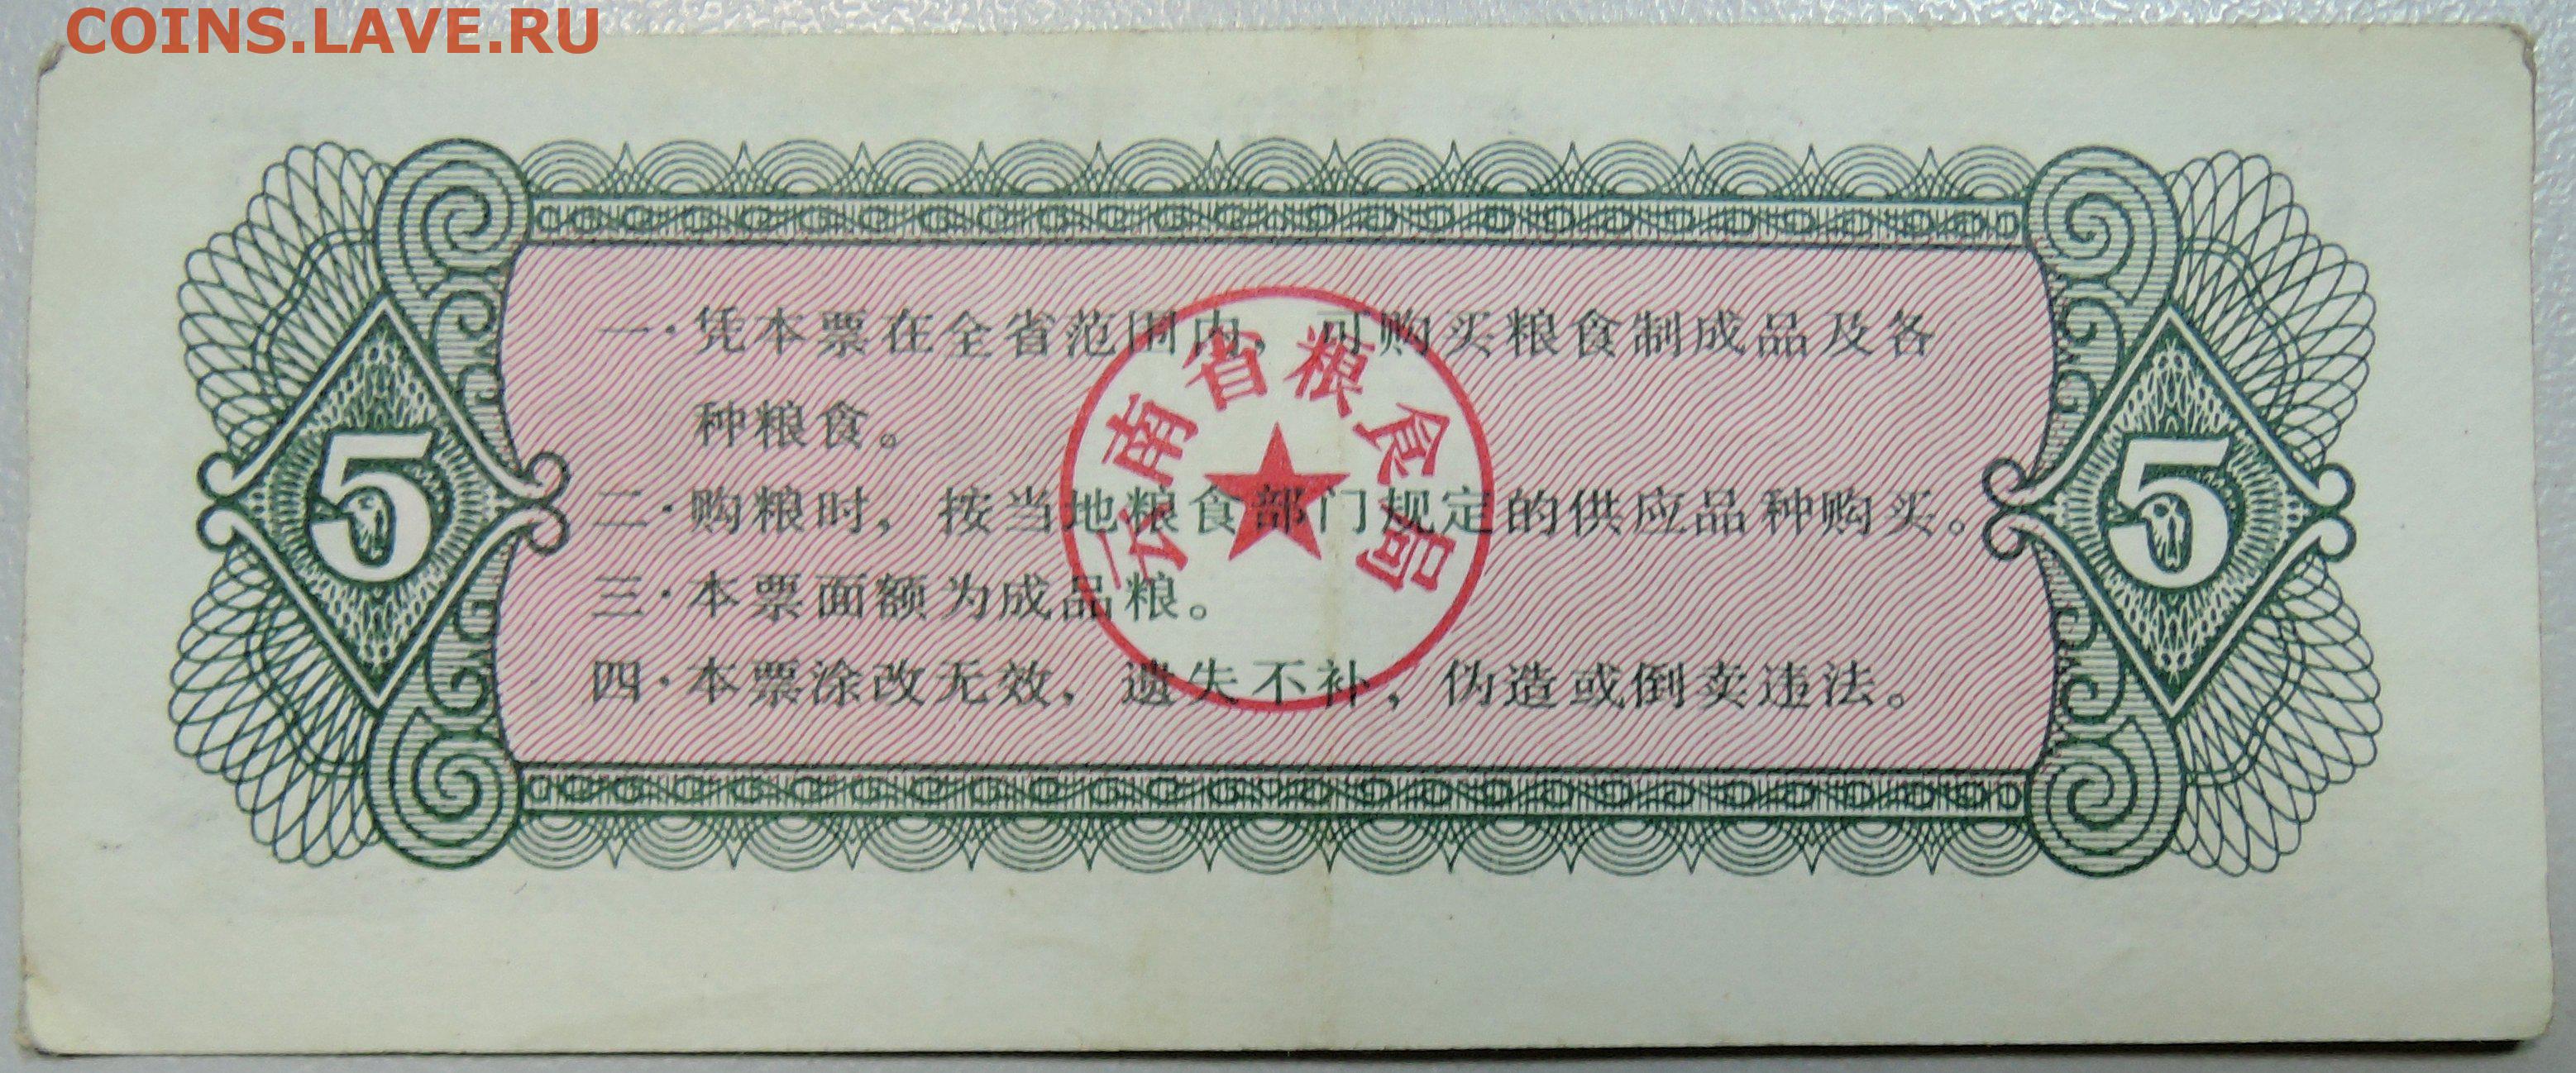 COINS.LAVE.RU
一·凭本票在全省范围内，可购买粮食制成品及各
种粮食。
二·购粮时，按当地粮食部门规定的供应品种购买。
三·本票面额为成品粮。
四·本票涂改无效，遗失不补，伪造或倒卖违法。
云南省粮食局
5
5